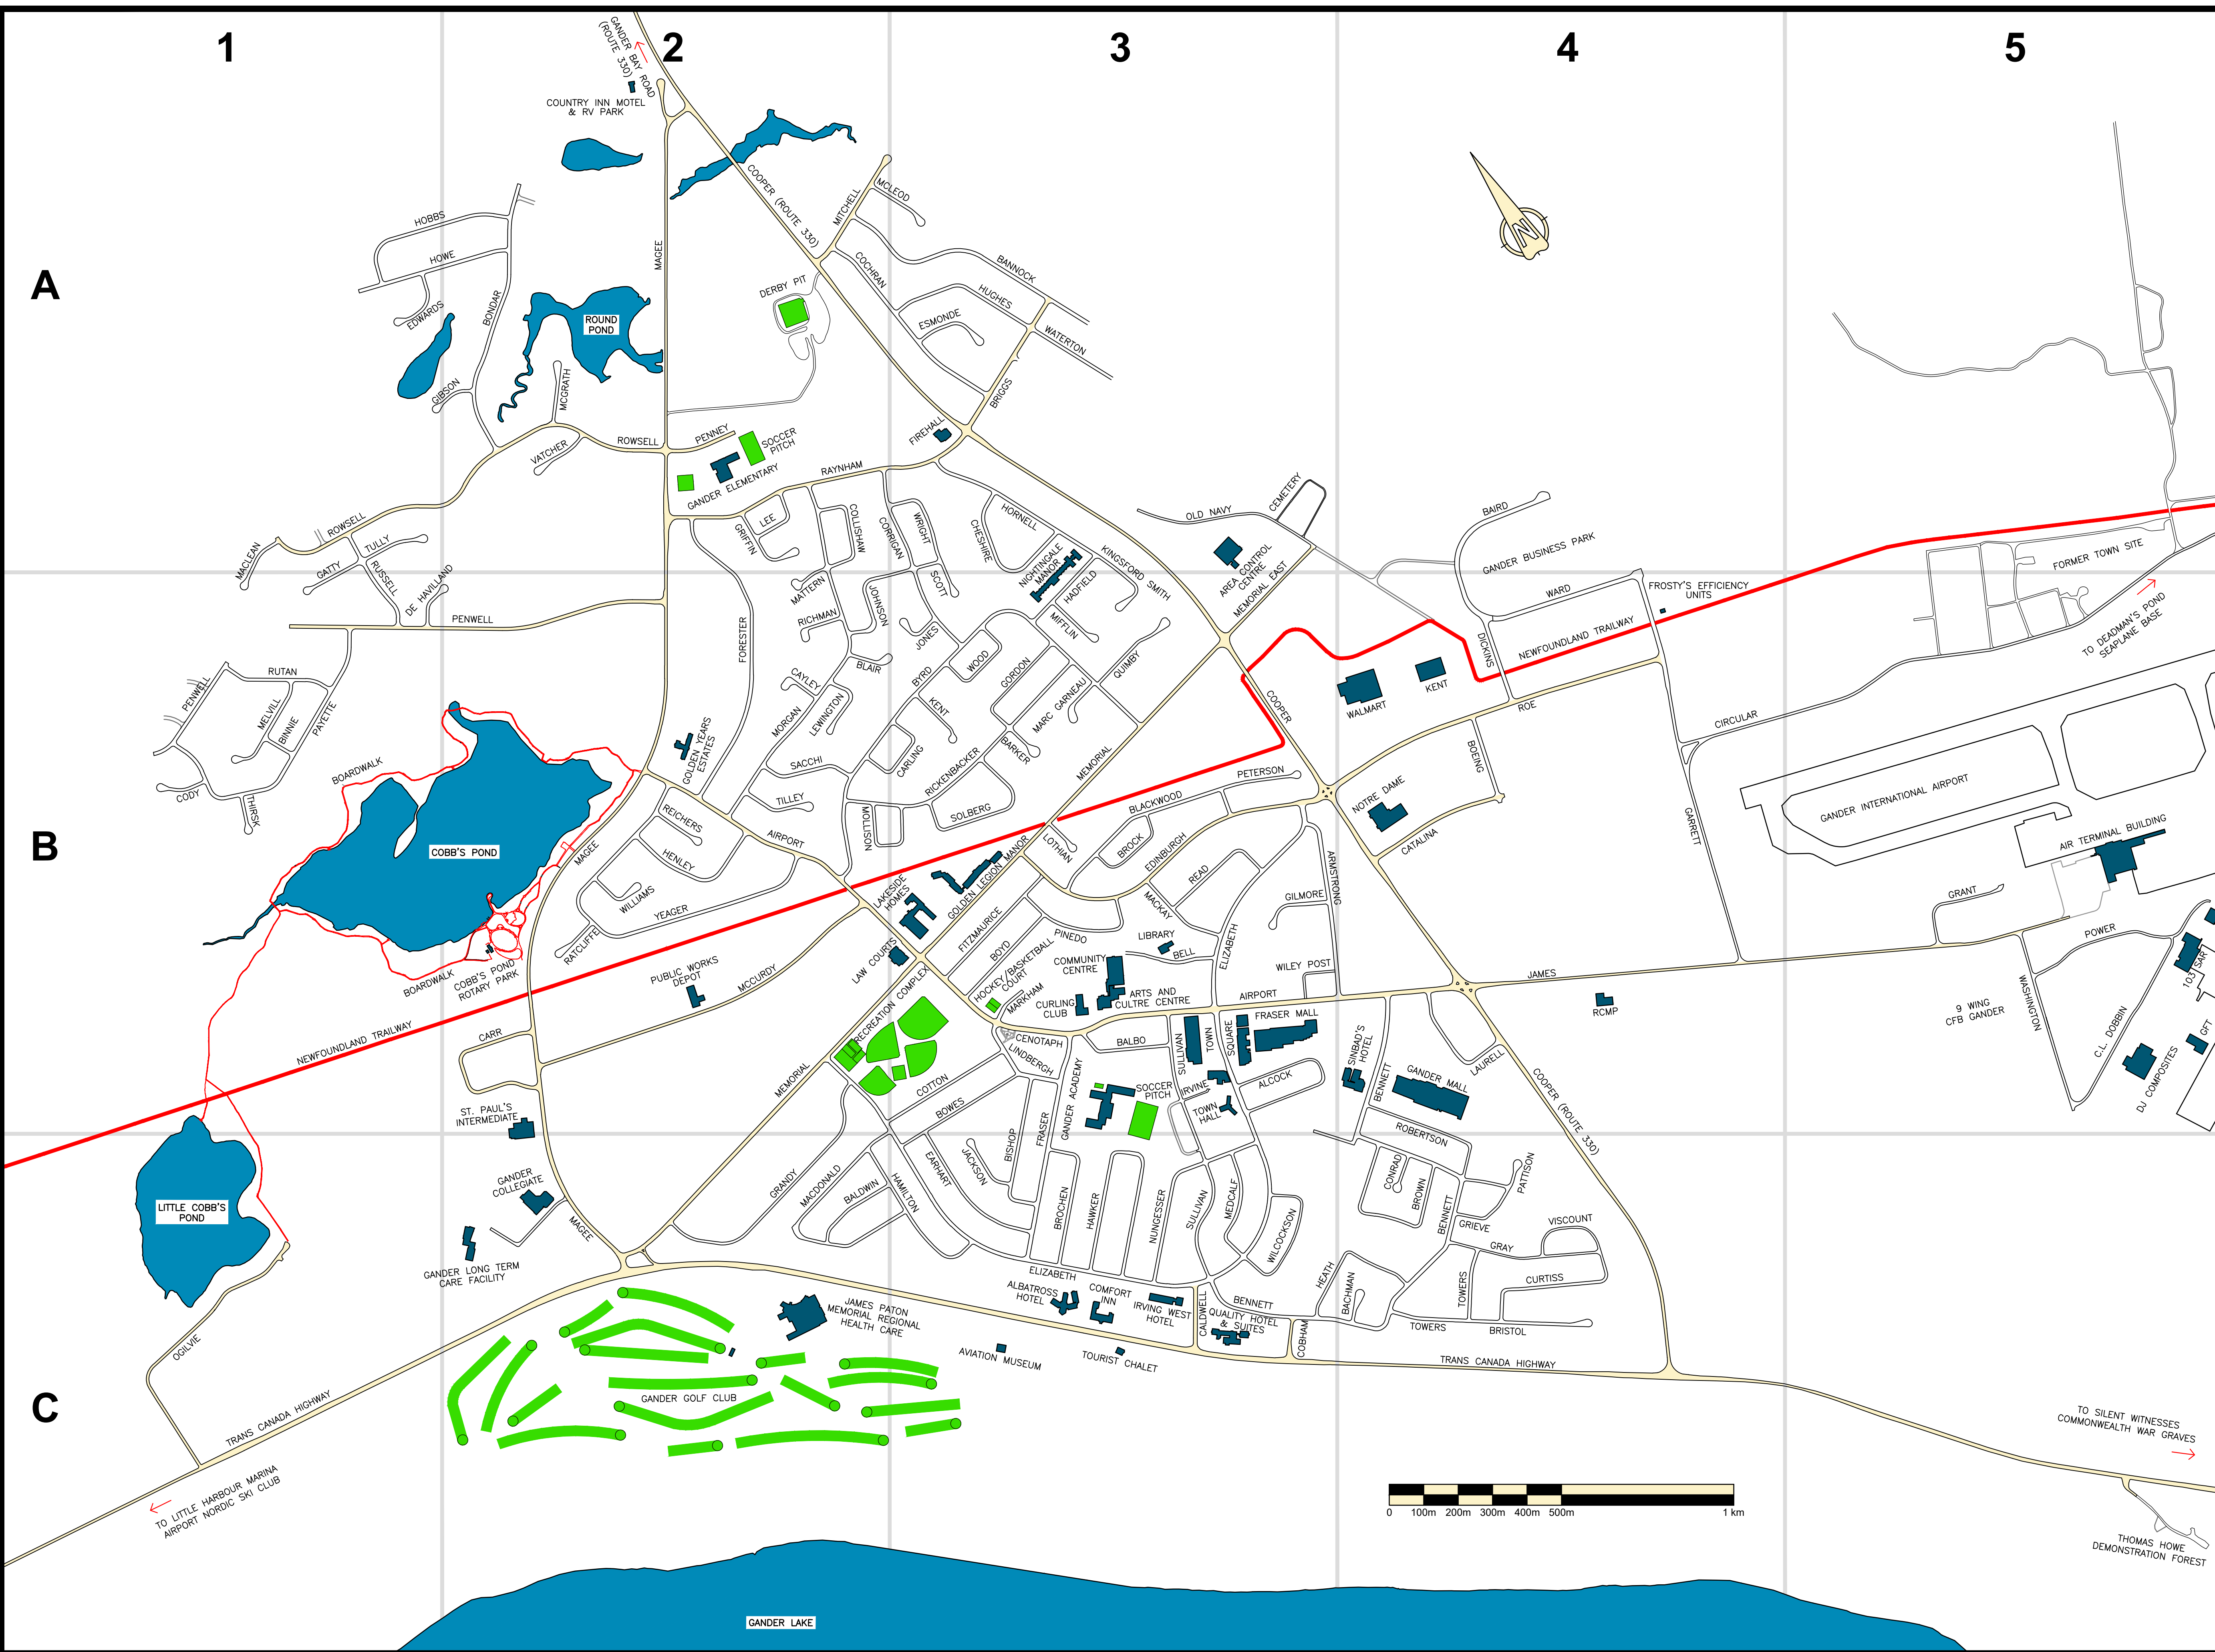 1
2
3
4
5
A
B
C
GANDER BAY ROAD
(ROUTE 330)
COUNTRY INN MOTEL
& RV PARK
HOBBS
HOWE
EDWARDS
BONDAR
GIBSON
MCGRATH
VATCHER
ROWSELL
ROUND
POND
MAGEE
COOPER (ROUTE 330)
MITCHELL
MCLEOD
DERBY PIT
COCHRAN
BANNOCK
HUGHES
ESMONDE
WATERTON
BRIGGS
FIREHALL
PENNEY
SOCCER
PITCH
GANDER ELEMENTARY
RAYNHAM
GRIFFIN
LEE
COLLISHAW
CORRIGAN
WRIGHT
CHESHIRE
HORNELL
NIGHTINGALE
MANOR
KINGSFORD SMITH
OLD NAVY
CEMETERY
AREA CONTROL
CENTRE
MEMORIAL EAST
BAIRD
GANDER BUSINESS PARK
FORMER TOWN SITE
MACLEAN
ROWSELL
TULLY
GATTY
RUSSELL
DE HAVILLAND
PENWELL
MATTERN
RICHMAN
JOHNSON
SCOTT
HADFIELD
MIFFLIN
JONES
BLAIR
WOOD
BYRD
GORDON
MARC GARNEAU
QUIMBY
FORESTER
CAYLEY
LEWINGTON
MORGAN
KENT
CARLING
RICKENBACKER
BARKER
SACCHI
TILLEY
MOLLISON
SOLBERG
MEMORIAL
COOPER
WARD
DICKINS
FROSTY'S EFFICIENCY
UNITS
NEWFOUNDLAND TRAILWAY
TO DEADMAN'S POND
SEAPLANE BASE
WALMART
KENT
ROE
BOEING
CIRCULAR
GARRETT
RUTAN
PENWELL
MELVILL
BINNIE
PAYETTE
CODY
THIRSK
BOARDWALK
COBB'S POND
GOLDEN YEARS
ESTATES
REICHERS
HENLEY
AIRPORT
WILLIAMS
YEAGER
RATCLIFFE
MAGEE
BOARDWALK
COBB'S POND
ROTARY PARK
PETERSON
BLACKWOOD
NOTRE DAME
CATALINA
LOTHIAN
BROCK
EDINBURGH
READ
ARMSTRONG
GILMORE
MACKAY
GANDER INTERNATIONAL AIRPORT
AIR TERMINAL BUILDING
GRANT
POWER
103 SAR
LAKESIDE
HOMES
GOLDEN LEGION MANOR
FITZMAURICE
BOYD
PINEDO
LIBRARY
BELL
ELIZABETH
WILEY POST
LAW COURTS
PUBLIC WORKS
DEPOT
MCCURDY
HOCKEY/BASKETBALL
COURT
MARKHAM
COMMUNITY
CENTRE
CURLING
CLUB
ARTS AND
CULTRE CENTRE
AIRPORT
JAMES
RCMP
9 WING
CFB GANDER
WASHINGTON
C.L. DOBBIN
GFT
DJ COMPOSITES
NEWFOUNDLAND TRAILWAY
CARR
RECREATION COMPLEX
CENOTAPH
LINDBERGH
BALBO
SULLIVAN
TOWN
SQUARE
FRASER MALL
SINBAD'S
HOTEL
BENNETT
GANDER MALL
LAURELL
COOPER (ROUTE 330)
MEMORIAL
COTTON
BOWES
GANDER ACADEMY
SOCCER
PITCH
IRVINE
TOWN
HALL
ALCOCK
ST. PAUL'S
INTERMEDIATE
GANDER
COLLEGIATE
MAGEE
GANDER LONG TERM
CARE FACILITY
GRANDY
MACDONALD
BALDWIN
HAMILTON
EARHART
JACKSON
BISHOP
FRASER
BROCHEN
HAWKER
NUNGESSER
SULLIVAN
MEDCALF
WILCOCKSON
ROBERTSON
CONRAD
BROWN
BENNETT
PATTISON
GRIEVE
VISCOUNT
GRAY
CURTISS
TOWERS
HEATH
BACHMAN
LITTLE COBB'S
POND
OGILVIE
TRANS CANADA HIGHWAY
TO LITTLE HARBOUR MARINA
AIRPORT NORDIC SKI CLUB
JAMES PATON
MEMORIAL REGIONAL
HEALTH CARE
GANDER GOLF CLUB
ELIZABETH
ALBATROSS
HOTEL
COMFORT
INN
IRVING WEST
HOTEL
CALDWELL
BENNETT
QUALITY HOTEL
& SUITES
COBHAM
TOWERS
BRISTOL
AVIATION MUSEUM
TOURIST CHALET
TRANS CANADA HIGHWAY
TO SILENT WITNESSES
COMMONWEALTH WAR GRAVES
THOMAS HOWE
DEMONSTRATION FOREST
0 100m 200m 300m 400m 500m 1 km
GANDER LAKE
N